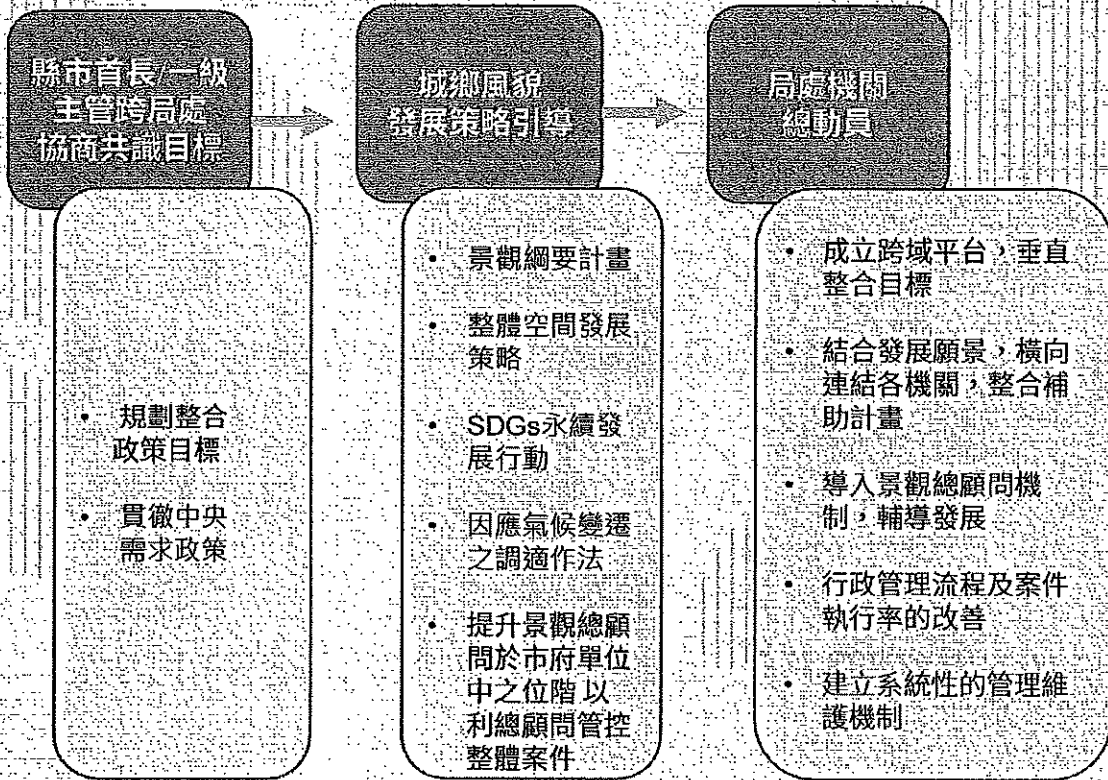 縣市首長/一級
主管跨局處
協商共識目標
• 規劃整合
政策目標
• 貫徹中央
需求政策
城鄉風貌
發展策略引導
• 景觀綱要計畫
• 整體空間發展
策略
• SDGs永續發
展行動
• 因應氣候變遷
之調適作法
• 提升景觀總顧
問於市府單位
中之位階 以
利總顧問管控
整體案件
局處機關
總動員
• 成立跨域平台，垂直
整合目標
• 結合發展願景，橫向
連結各機關，整合補
助計畫
• 導入景觀總顧問機
制，輔導發展
• 行政管理流程及案件
執行率的改善
• 建立系統性的管理維
護機制